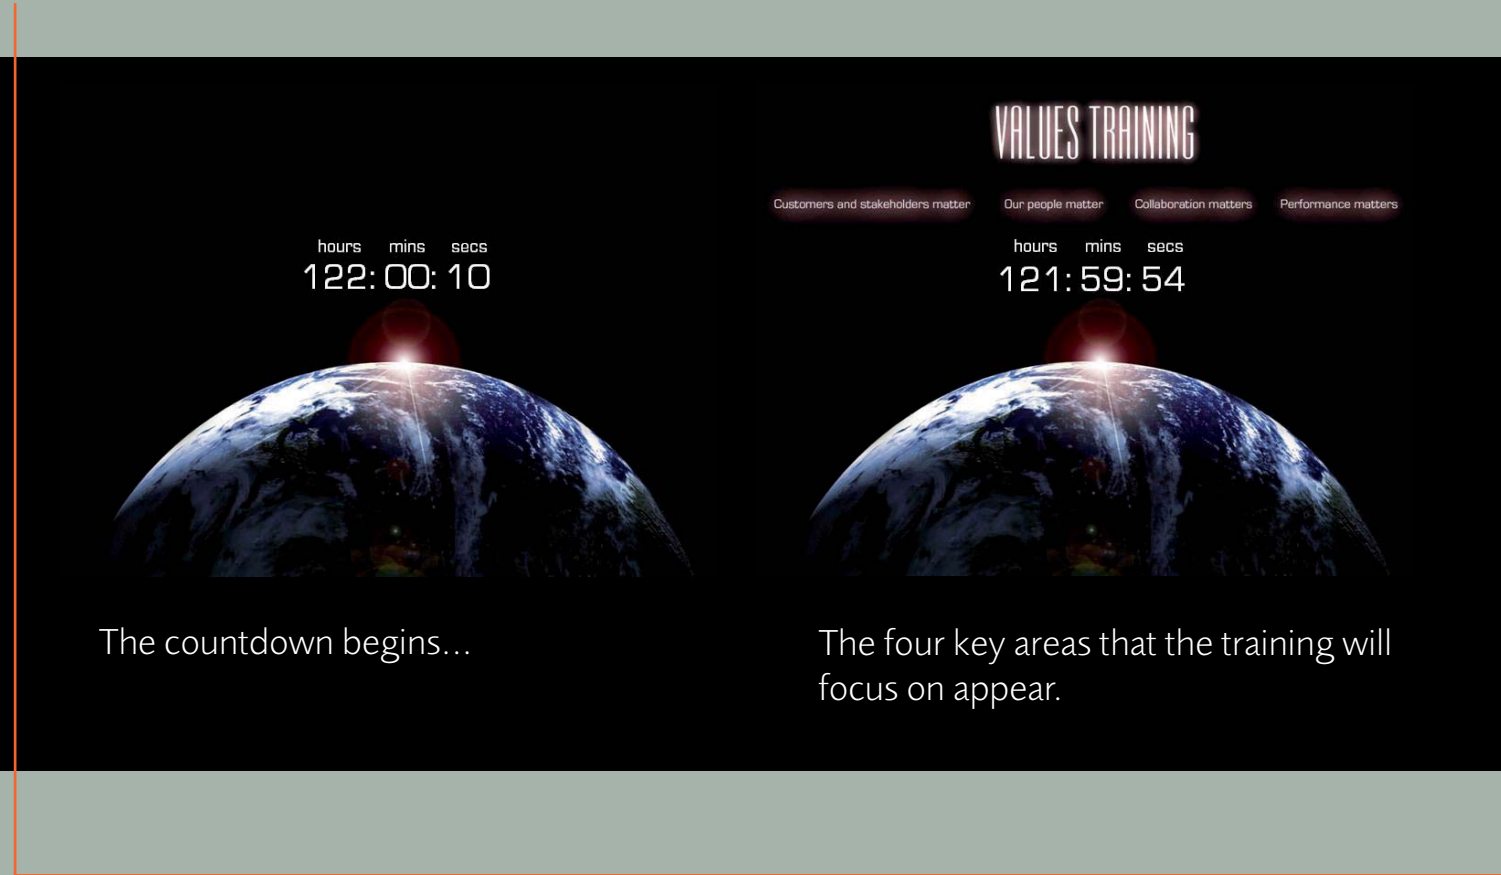 hours mins secs
122: 00: 10
The countdown begins...
VALUES TRAINING
Customers and stakeholders matter Our people matter Collaboration matters Performance matters
hours mins secs
121: 59: 54
The four key areas that the training will
focus on appear.